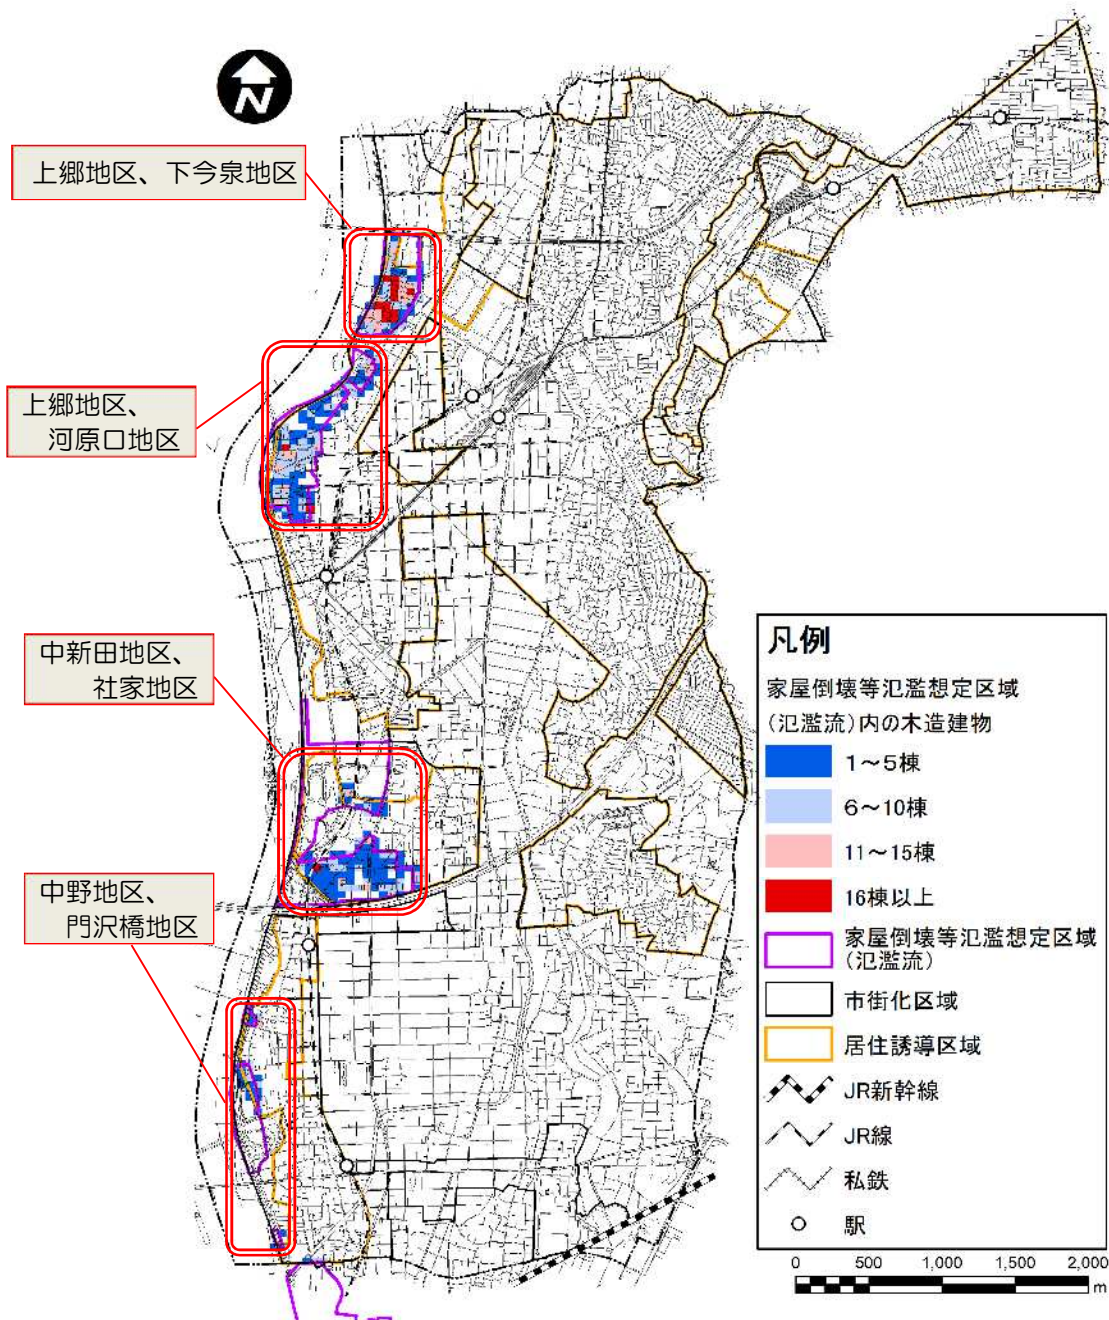 N
上郷地区、下今泉地区
上郷地区、
河原口地区
中新田地区、
社家地区
中野地区、
門沢橋地区
凡例
家屋倒壊等氾濫想定区域
(氾濫流)内の木造建物
1～5棟
6～10棟
11～15棟
16棟以上
家屋倒壊等氾濫想定区域
(氾濫流)
市街化区域
居住誘導区域
JR新幹線
JR線
私鉄
駅
0 500 1,000 1,500 2,000
m